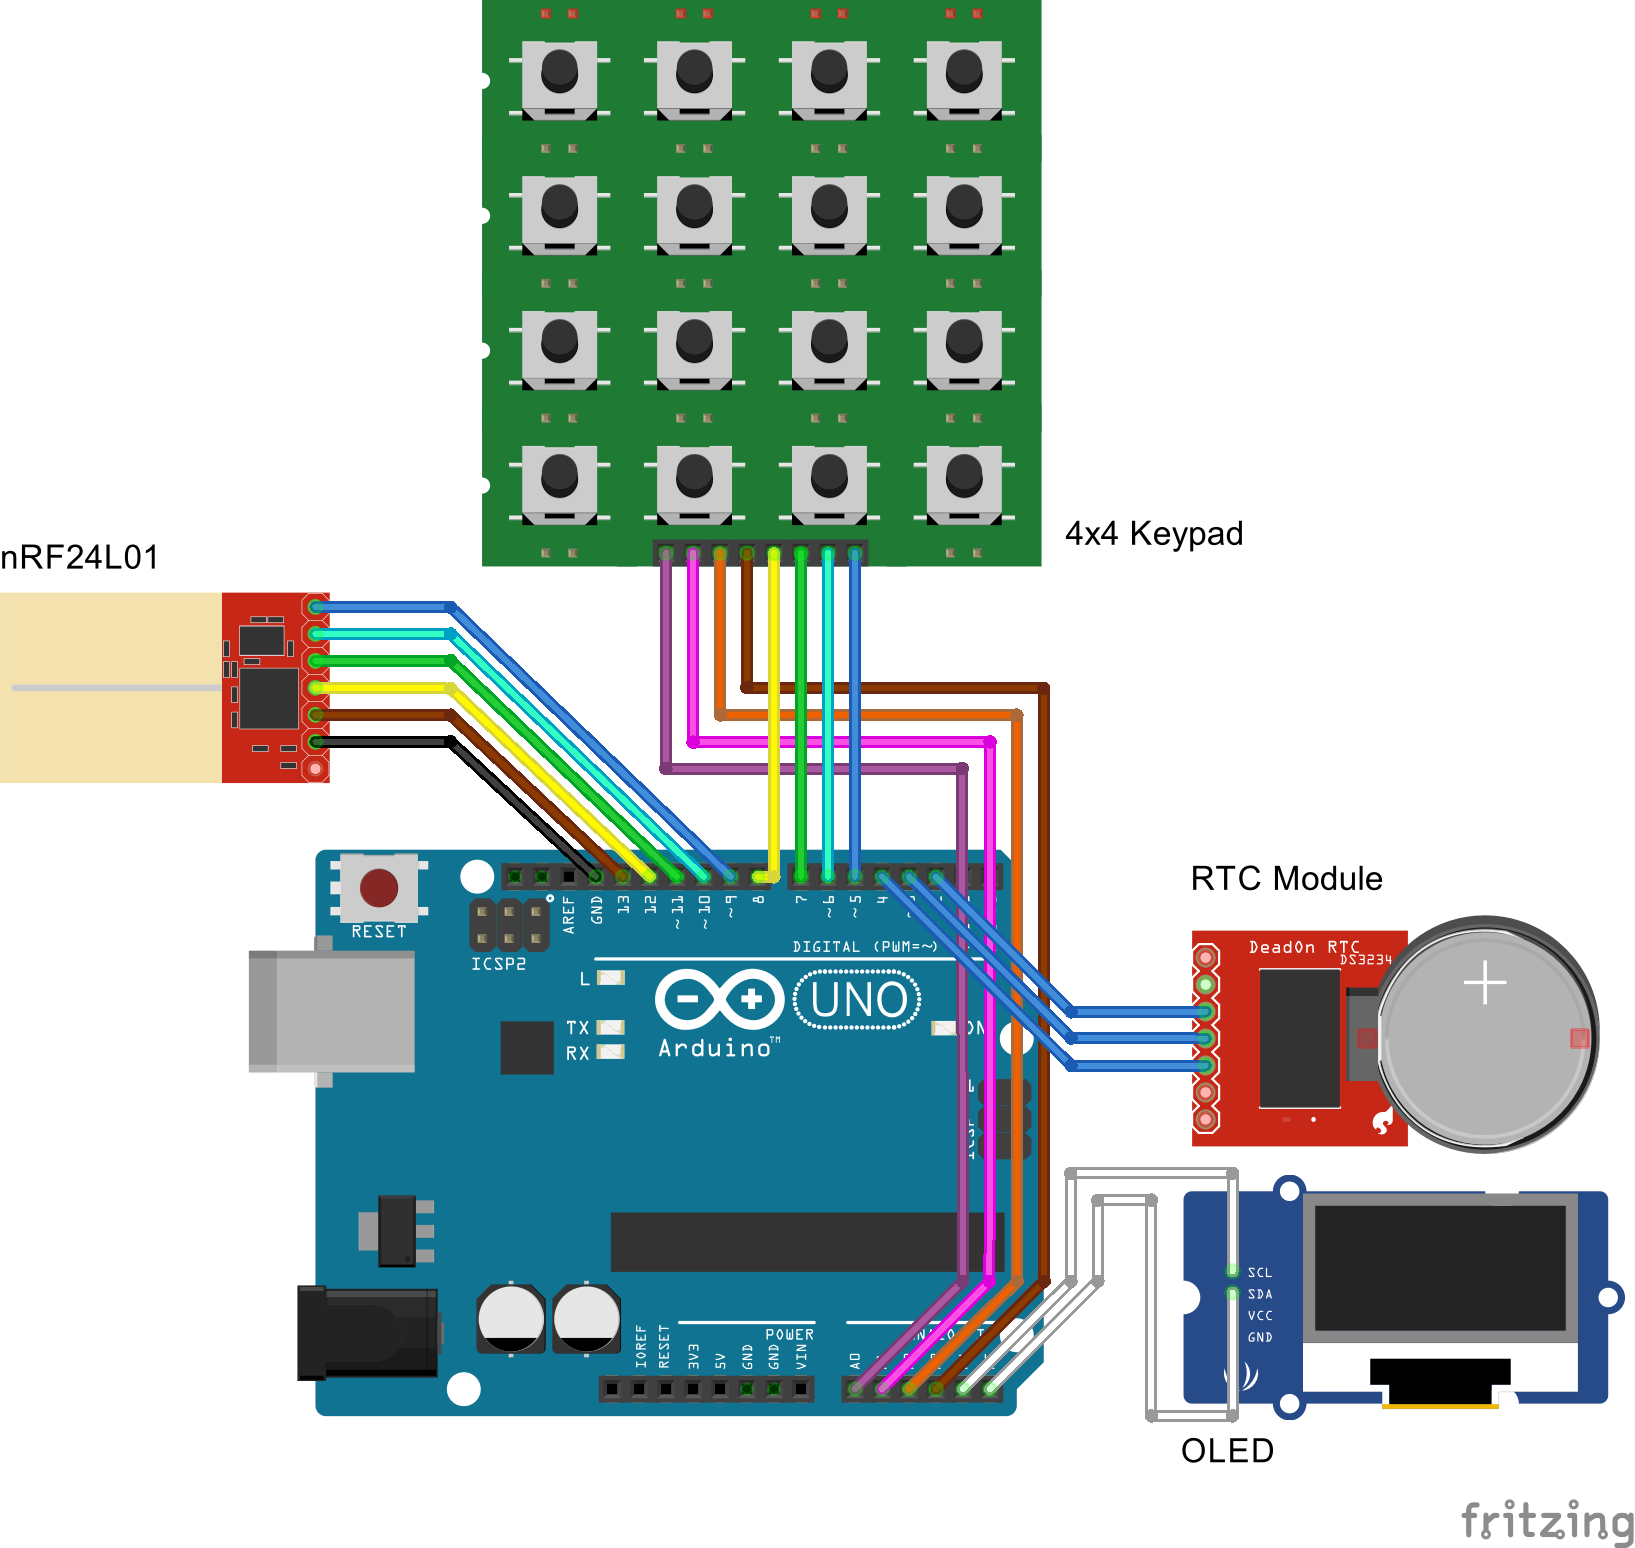 4x4 Keypad
nRF24L01
RTC Module
RESET
ICSP2
AREF
GND
13
12
~11
~10
~9
8
7
~6
~5
4
DIGITAL (PWM=~)
L
TX
RX
UNO
Arduino™
ON
DeadOn RTC
DS3234
IOREF
RESET
3V3
5V
GND
GND
VIN
POWER
A0
SCL
SDA
VCC
GND
OLED
fritzing